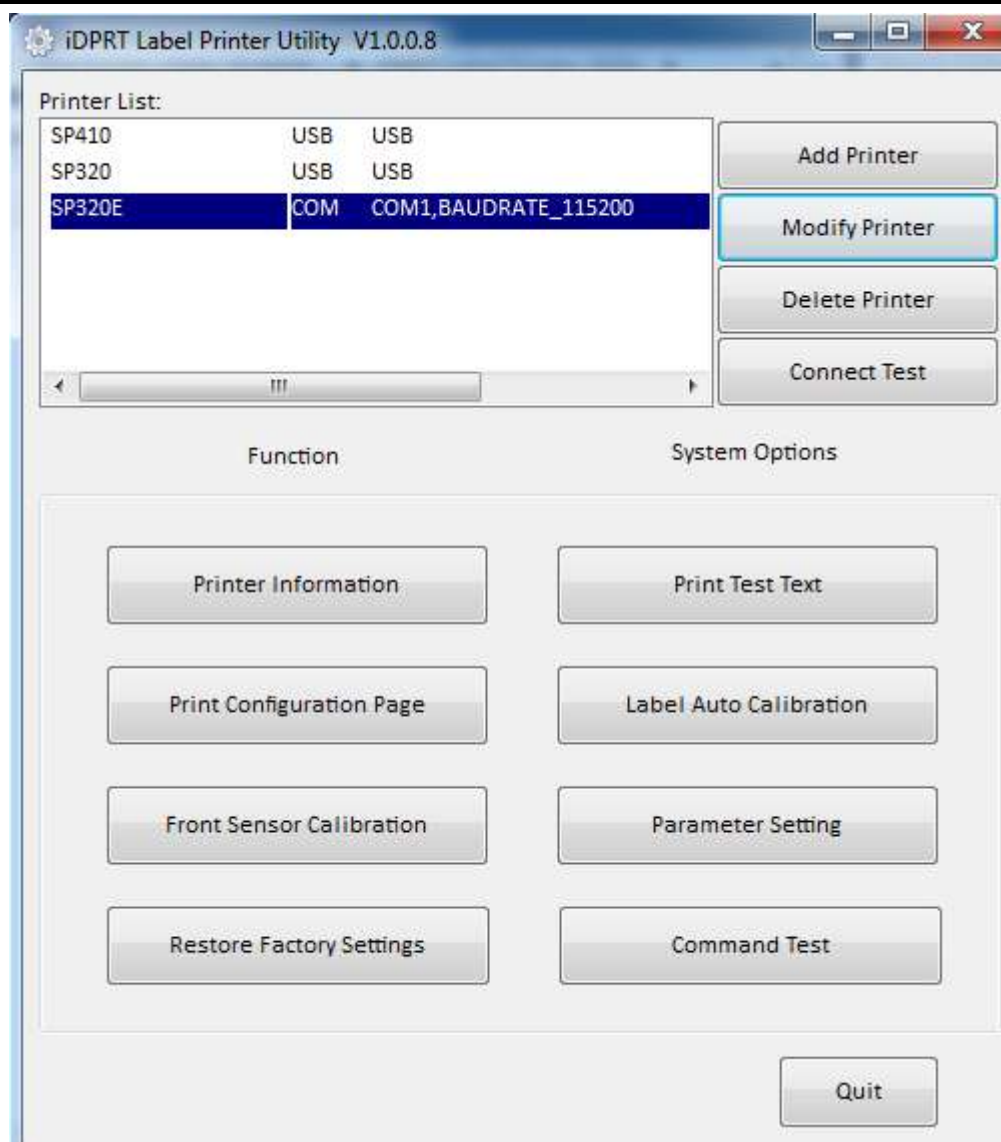 iDPRT Label Printer Utility V1.0.0.8
Printer List:
SP410 USB USB
SP320 USB USB
SP320E COM COM1,BAUDRATE_115200
Add Printer
Modify Printer
Delete Printer
Connect Test
Function System Options
Printer Information Print Test Text
Print Configuration Page Label Auto Calibration
Front Sensor Calibration Parameter Setting
Restore Factory Settings Command Test
Quit